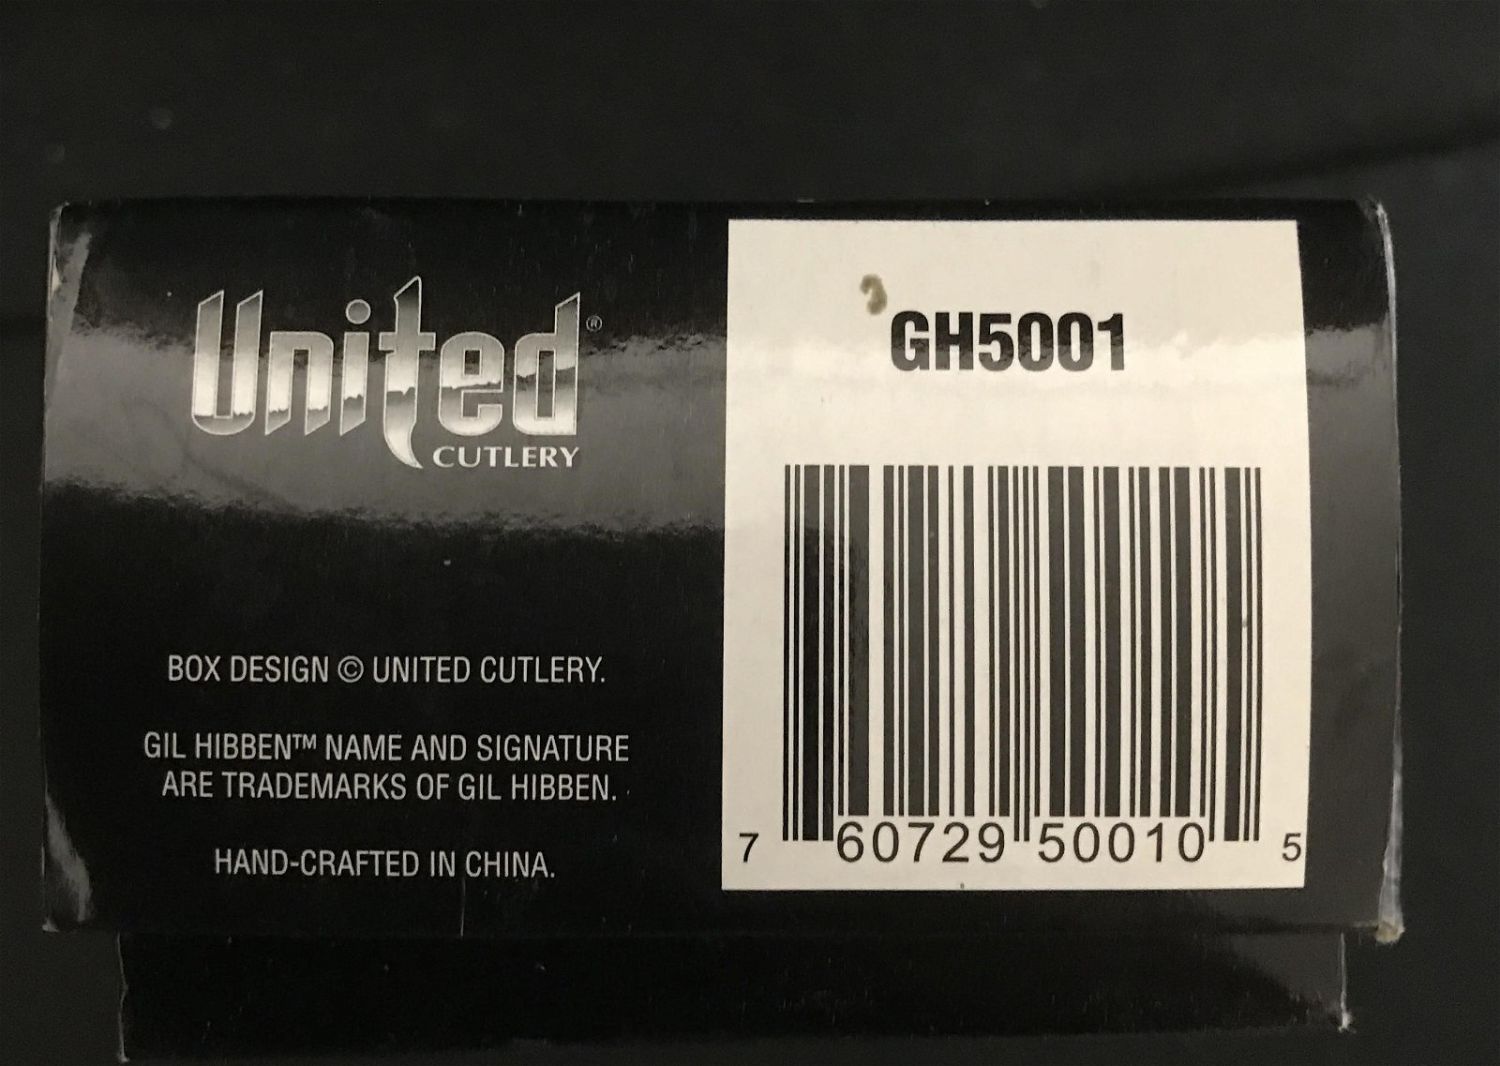 United®
CUTLERY
BOX DESIGN © UNITED CUTLERY.
GIL HIBBEN™ NAME AND SIGNATURE
ARE TRADEMARKS OF GIL HIBBEN.
HAND-CRAFTED IN CHINA.
GH5001
7 60729 50010 5